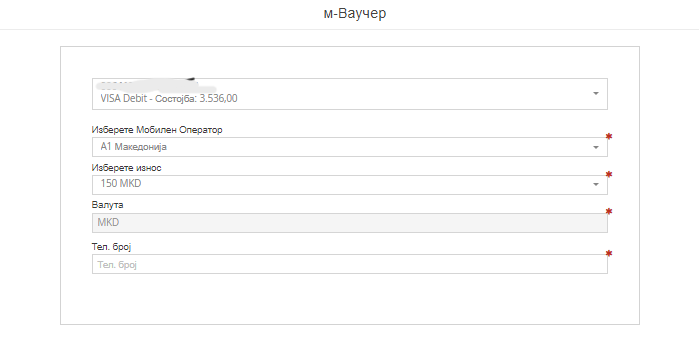 м-Ваучер
VISA Debit - Состојба: 3.536,00
Изберете Мобилен Оператор
A1 Македонија
Изберете износ
150 MKD
Валута
MKD
Тел. број
Тел. број